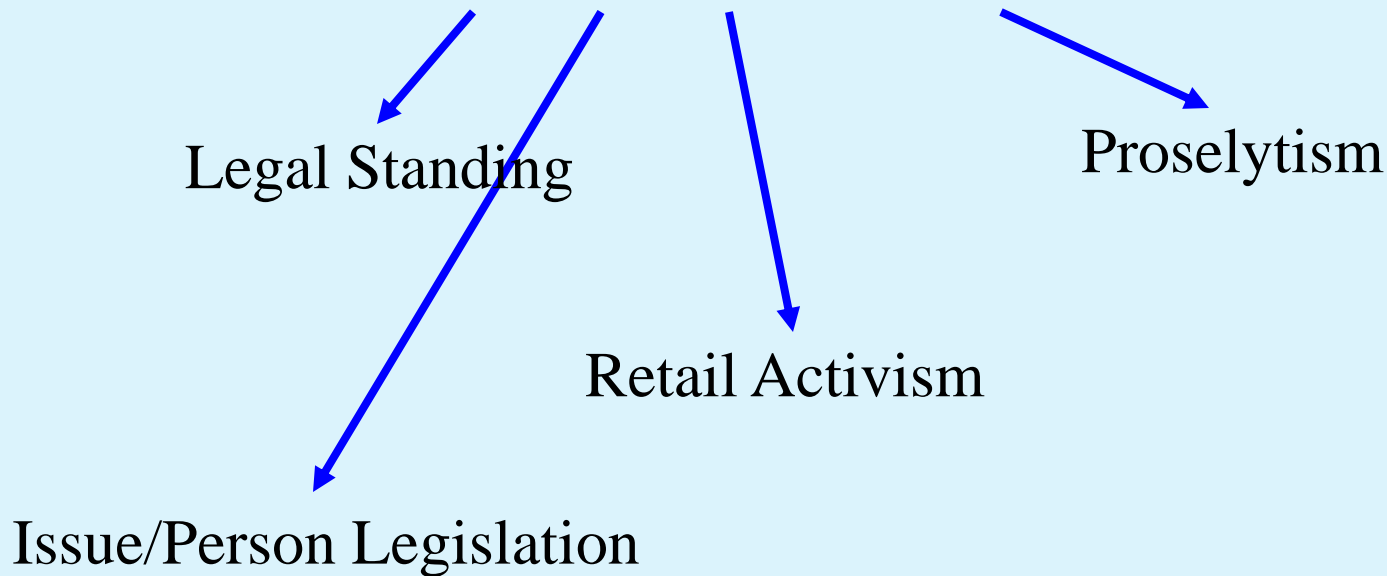 Legal Standing
Proselytism
Retail Activism
Issue/Person Legislation